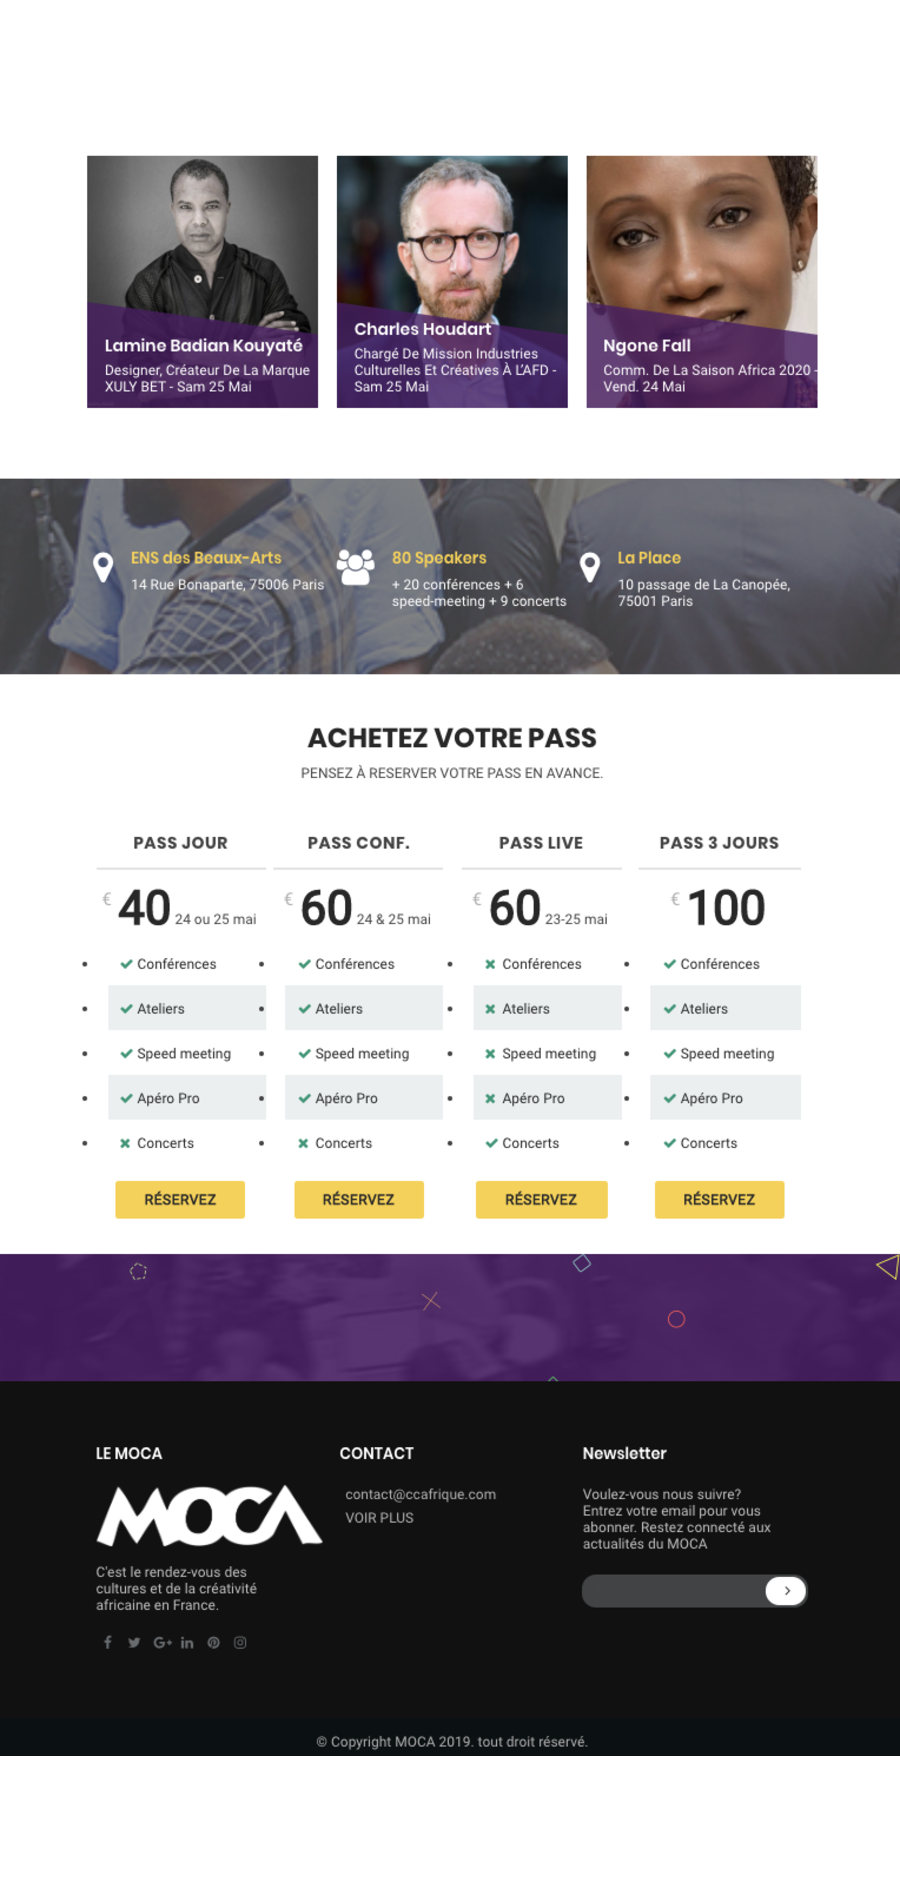 Lamine Badian Kouyaté
Designer, Créateur De La Marque
XULY BET - Sam 25 Mai
Charles Houdart
Chargé De Mission Industries
Culturelles Et Créatives À L'AFD -
Sam 25 Mai
Ngone Fall
Comm. De La Saison Africa 2020 -
Vend. 24 Mai
ENS des Beaux-Arts
14 Rue Bonaparte, 75006 Paris
80 Speakers
+ 20 conférences + 6
speed-meeting + 9 concerts
La Place
10 passage de La Canopée,
75001 Paris
ACHETEZ VOTRE PASS
PENSEZ À RESERVER VOTRE PASS EN AVANCE.
PASS JOUR
€ 40 24 ou 25 mai
Conférences
Ateliers
Speed meeting
Apéro Pro
Concerts
RÉSERVEZ
PASS CONF.
€ 60 24 & 25 mai
Conférences
Ateliers
Speed meeting
Apéro Pro
Concerts
RÉSERVEZ
PASS LIVE
€ 60 23-25 mai
Conférences
Ateliers
Speed meeting
Apéro Pro
Concerts
RÉSERVEZ
PASS 3 JOURS
€ 100
Conférences
Ateliers
Speed meeting
Apéro Pro
Concerts
RÉSERVEZ
LE MOCA
MOCA
C'est le rendez-vous des
cultures et de la créativité
africaine en France.
CONTACT
contact@ccafrique.com
VOIR PLUS
Newsletter
Voulez-vous nous suivre?
Entrez votre email pour vous
abonner. Restez connecté aux
actualités du MOCA
© Copyright MOCA 2019. tout droit réservé.